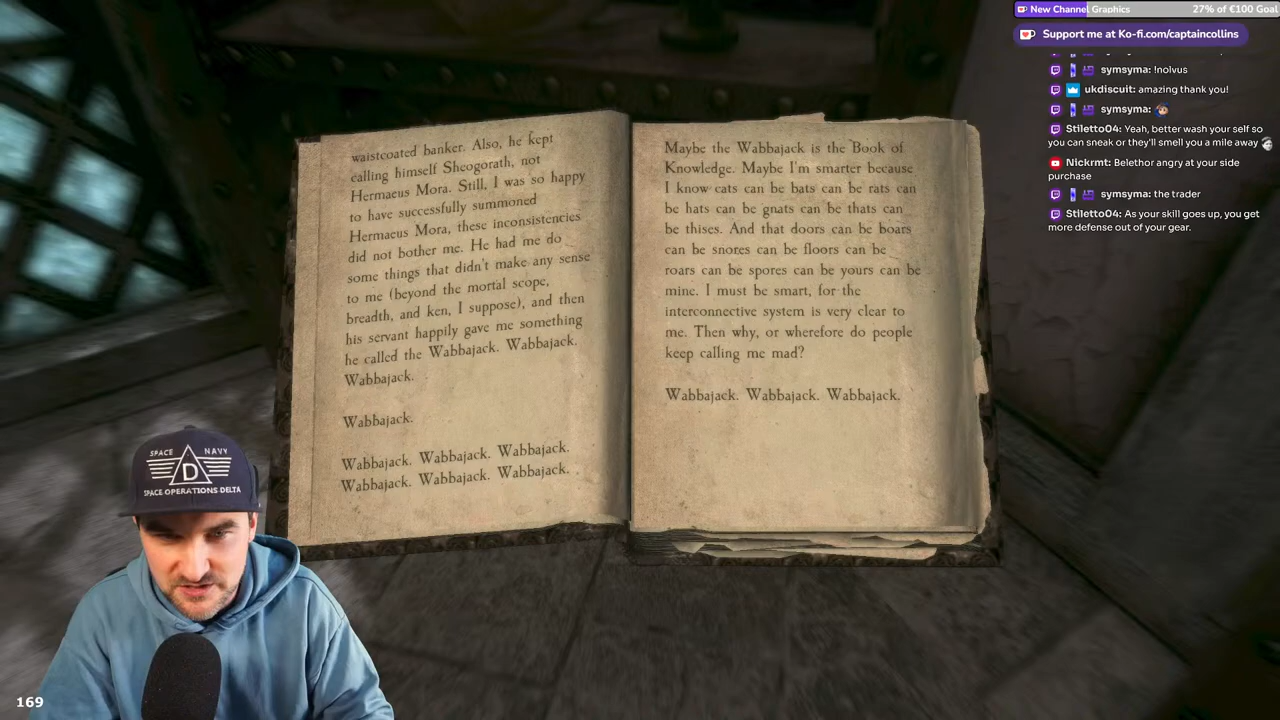 New Channel Graphics
27% of €100 Goal
Support me at Ko-fi.com/captaincollins
symsyma: !nolvus
ukdiscuit: amazing thank you!
symsyma:
Stiletto04: Yeah, better wash your self so
you can sneak or they'll smell you a mile away
Nickrmt: Belethor angry at your side
purchase
symsyma: the trader
Stiletto04: As your skill goes up, you get
more defense out of your gear.
waistcoated banker. Also, he kept
calling himself Sheogorath, not
Hermaeus Mora. Still, I was so happy
to have successfully summoned
Hermaeus Mora, these inconsistencies
did not bother me. He had me do
some things that didn't make any sense
to me (beyond the mortal scope,
breadth, and ken, I suppose), and then
his servant happily gave me something
he called the Wabbajack. Wabbajack.
Wabbajack.
Wabbajack.
Wabbajack. Wabbajack. Wabbajack.
Wabbajack. Wabbajack. Wabbajack.
Maybe the Wabbajack is the Book of
Knowledge. Maybe I'm smarter because
I know cats can be bats can be rats can
be hats can be gnats can be thats can
be thises. And that doors can be boars
can be snores can be floors can be
roars can be spores can be yours can be
mine. I must be smart, for the
interconnective system is very clear to
me. Then why, or wherefore do people
keep calling me mad?
Wabbajack. Wabbajack. Wabbajack.
SPACE NAVY
D
SPACE OPERATIONS DELTA
169